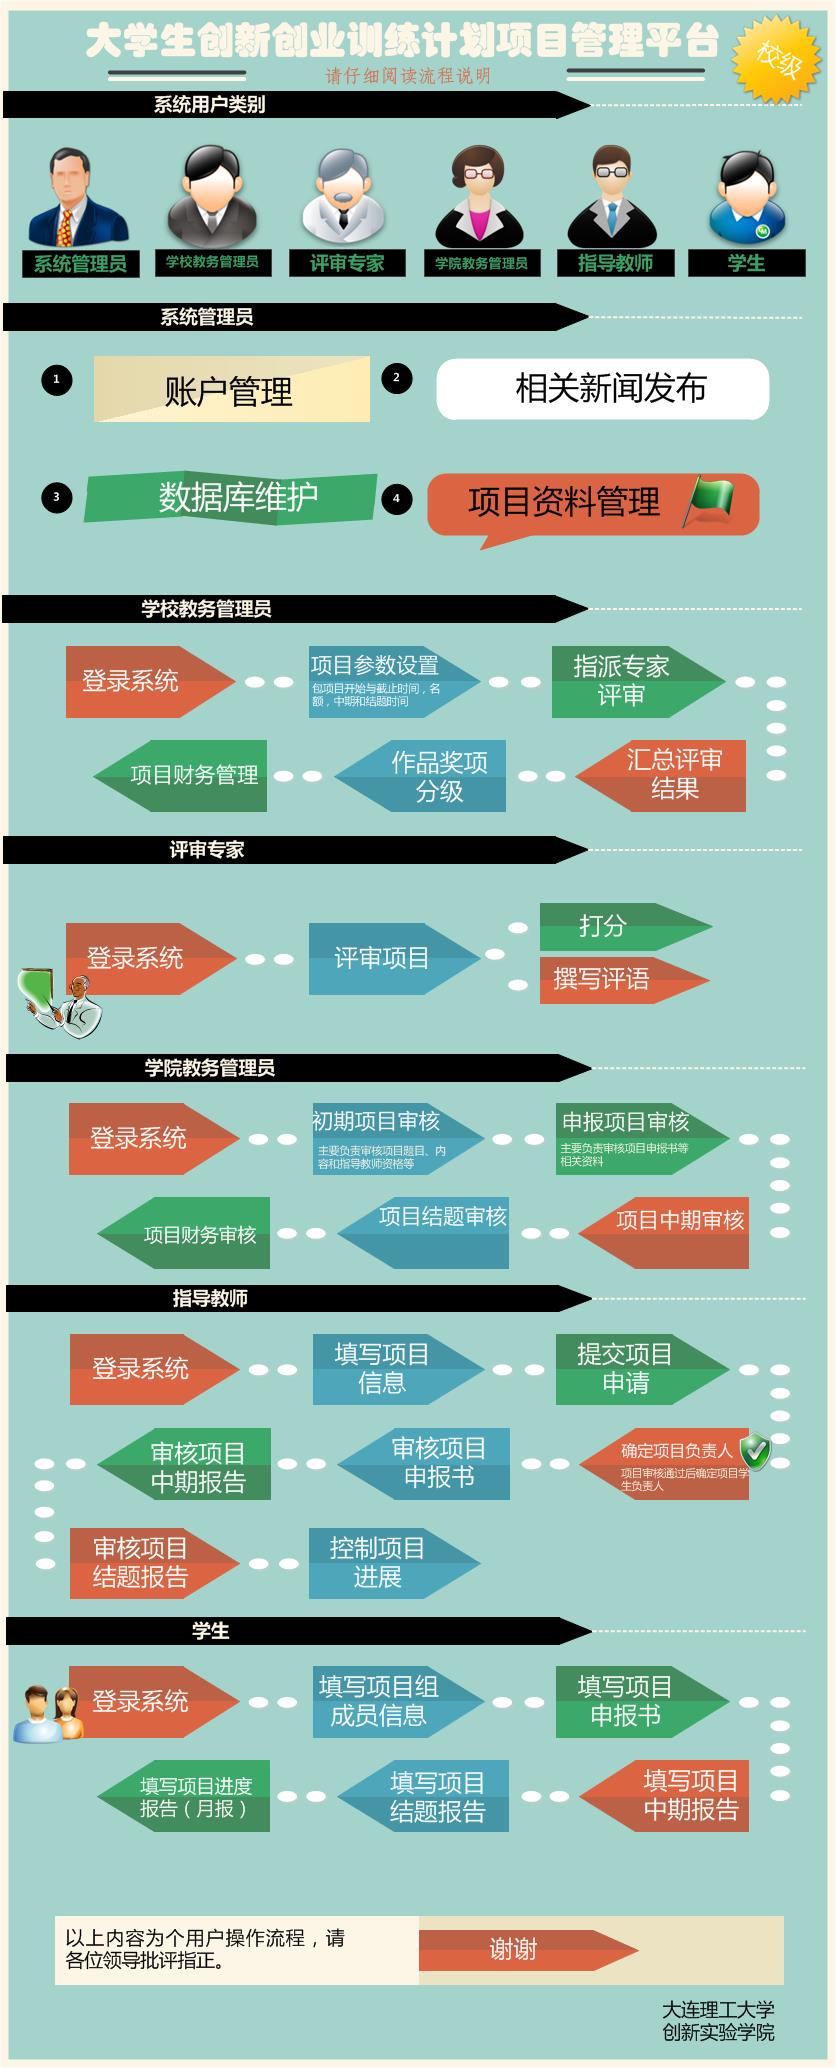 大学生创新创业训练计划项目管理平台
校级
请仔细阅读流程说明
系统用户类别
系统管理员
学校教务管理员
评审专家
学院教务管理员
指导教师
学生
系统管理员
1
账户管理
2
相关新闻发布
3
数据库维护
4
项目资料管理
学校教务管理员
登录系统
项目参数设置
包项目开始与截止时间，名
额，中期和结题时间
指派专家
评审
汇总评审
结果
作品奖项
分级
项目财务管理
评审专家
登录系统
评审项目
打分
撰写评语
学院教务管理员
登录系统
初期项目审核
主要负责审核项目题目、内
容和指导教师资格等
申报项目审核
主要负责审核项目申报书等
相关资料
项目中期审核
项目结题审核
项目财务审核
指导教师
登录系统
填写项目
信息
提交项目
申请
确定项目负责人
项目审核通过后确定项目学
生负责人
审核项目
申报书
审核项目
中期报告
审核项目
结题报告
控制项目
进展
学生
登录系统
填写项目组
成员信息
填写项目
申报书
填写项目
中期报告
填写项目
结题报告
填写项目进度
报告（月报）
以上内容为个用户操作流程，请
各位领导批评指正。
谢谢
大连理工大学
创新实验学院